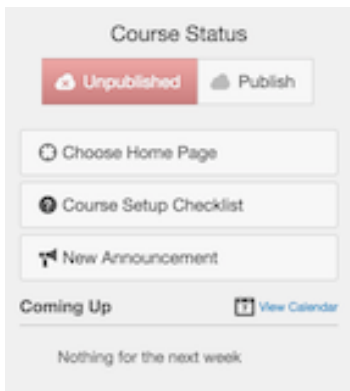 Course Status
Unpublished Publish
Choose Home Page
Course Setup Checklist
New Announcement
Coming Up View Calendar
Nothing for the next week